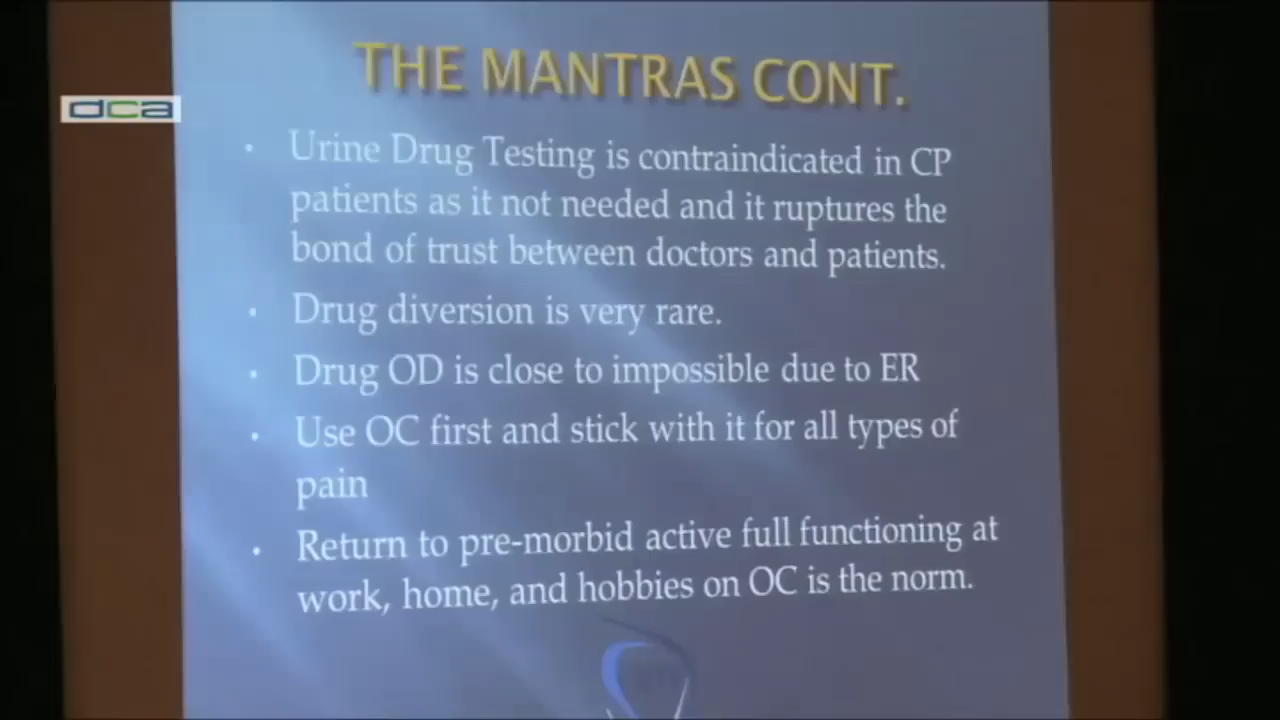 THE MANTRAS CONT.
dca
• Urine Drug Testing is contraindicated in CP
patients as it not needed and it ruptures the
bond of trust between doctors and patients.
• Drug diversion is very rare.
• Drug OD is close to impossible due to ER
• Use OC first and stick with it for all types of
pain
• Return to pre-morbid active full functioning at
work, home, and hobbies on OC is the norm.